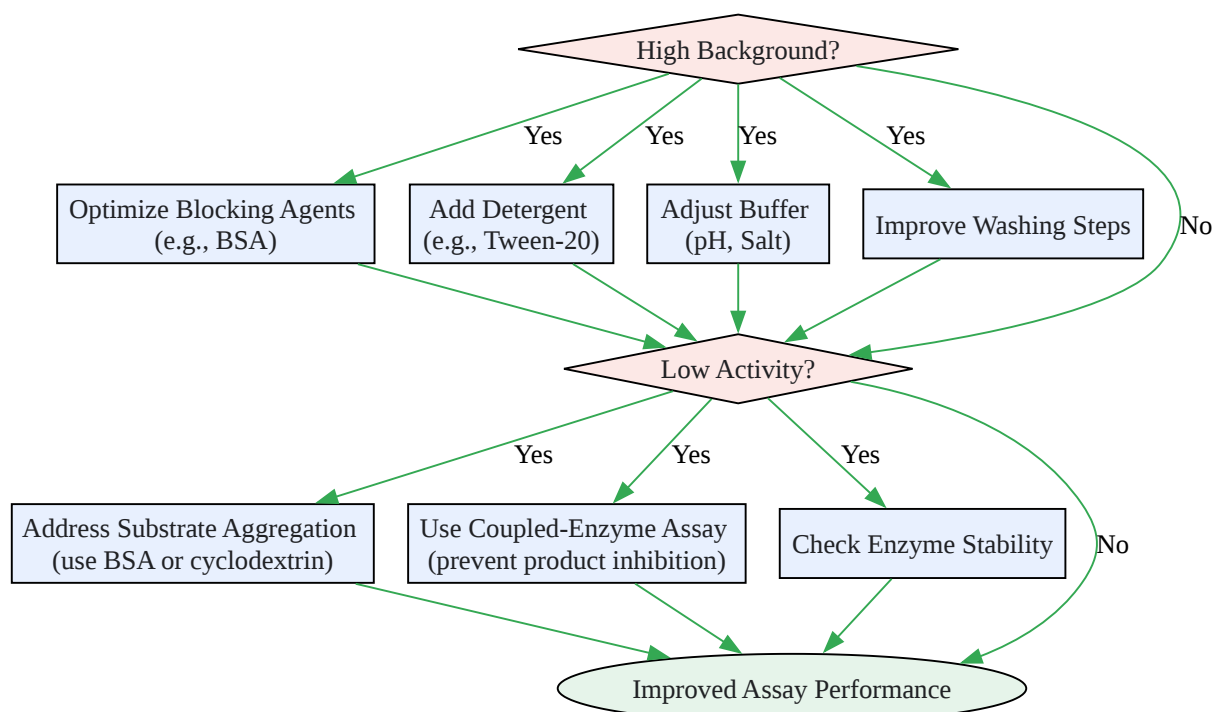 High Background?
Yes
Yes
Yes
Yes
Optimize Blocking Agents
(e.g., BSA)
Add Detergent
(e.g., Tween-20)
Adjust Buffer
(pH, Salt)
Improve Washing Steps
No
Low Activity?
Yes
Yes
Yes
Address Substrate Aggregation
(use BSA or cyclodextrin)
Use Coupled-Enzyme Assay
(prevent product inhibition)
Check Enzyme Stability
No
Improved Assay Performance